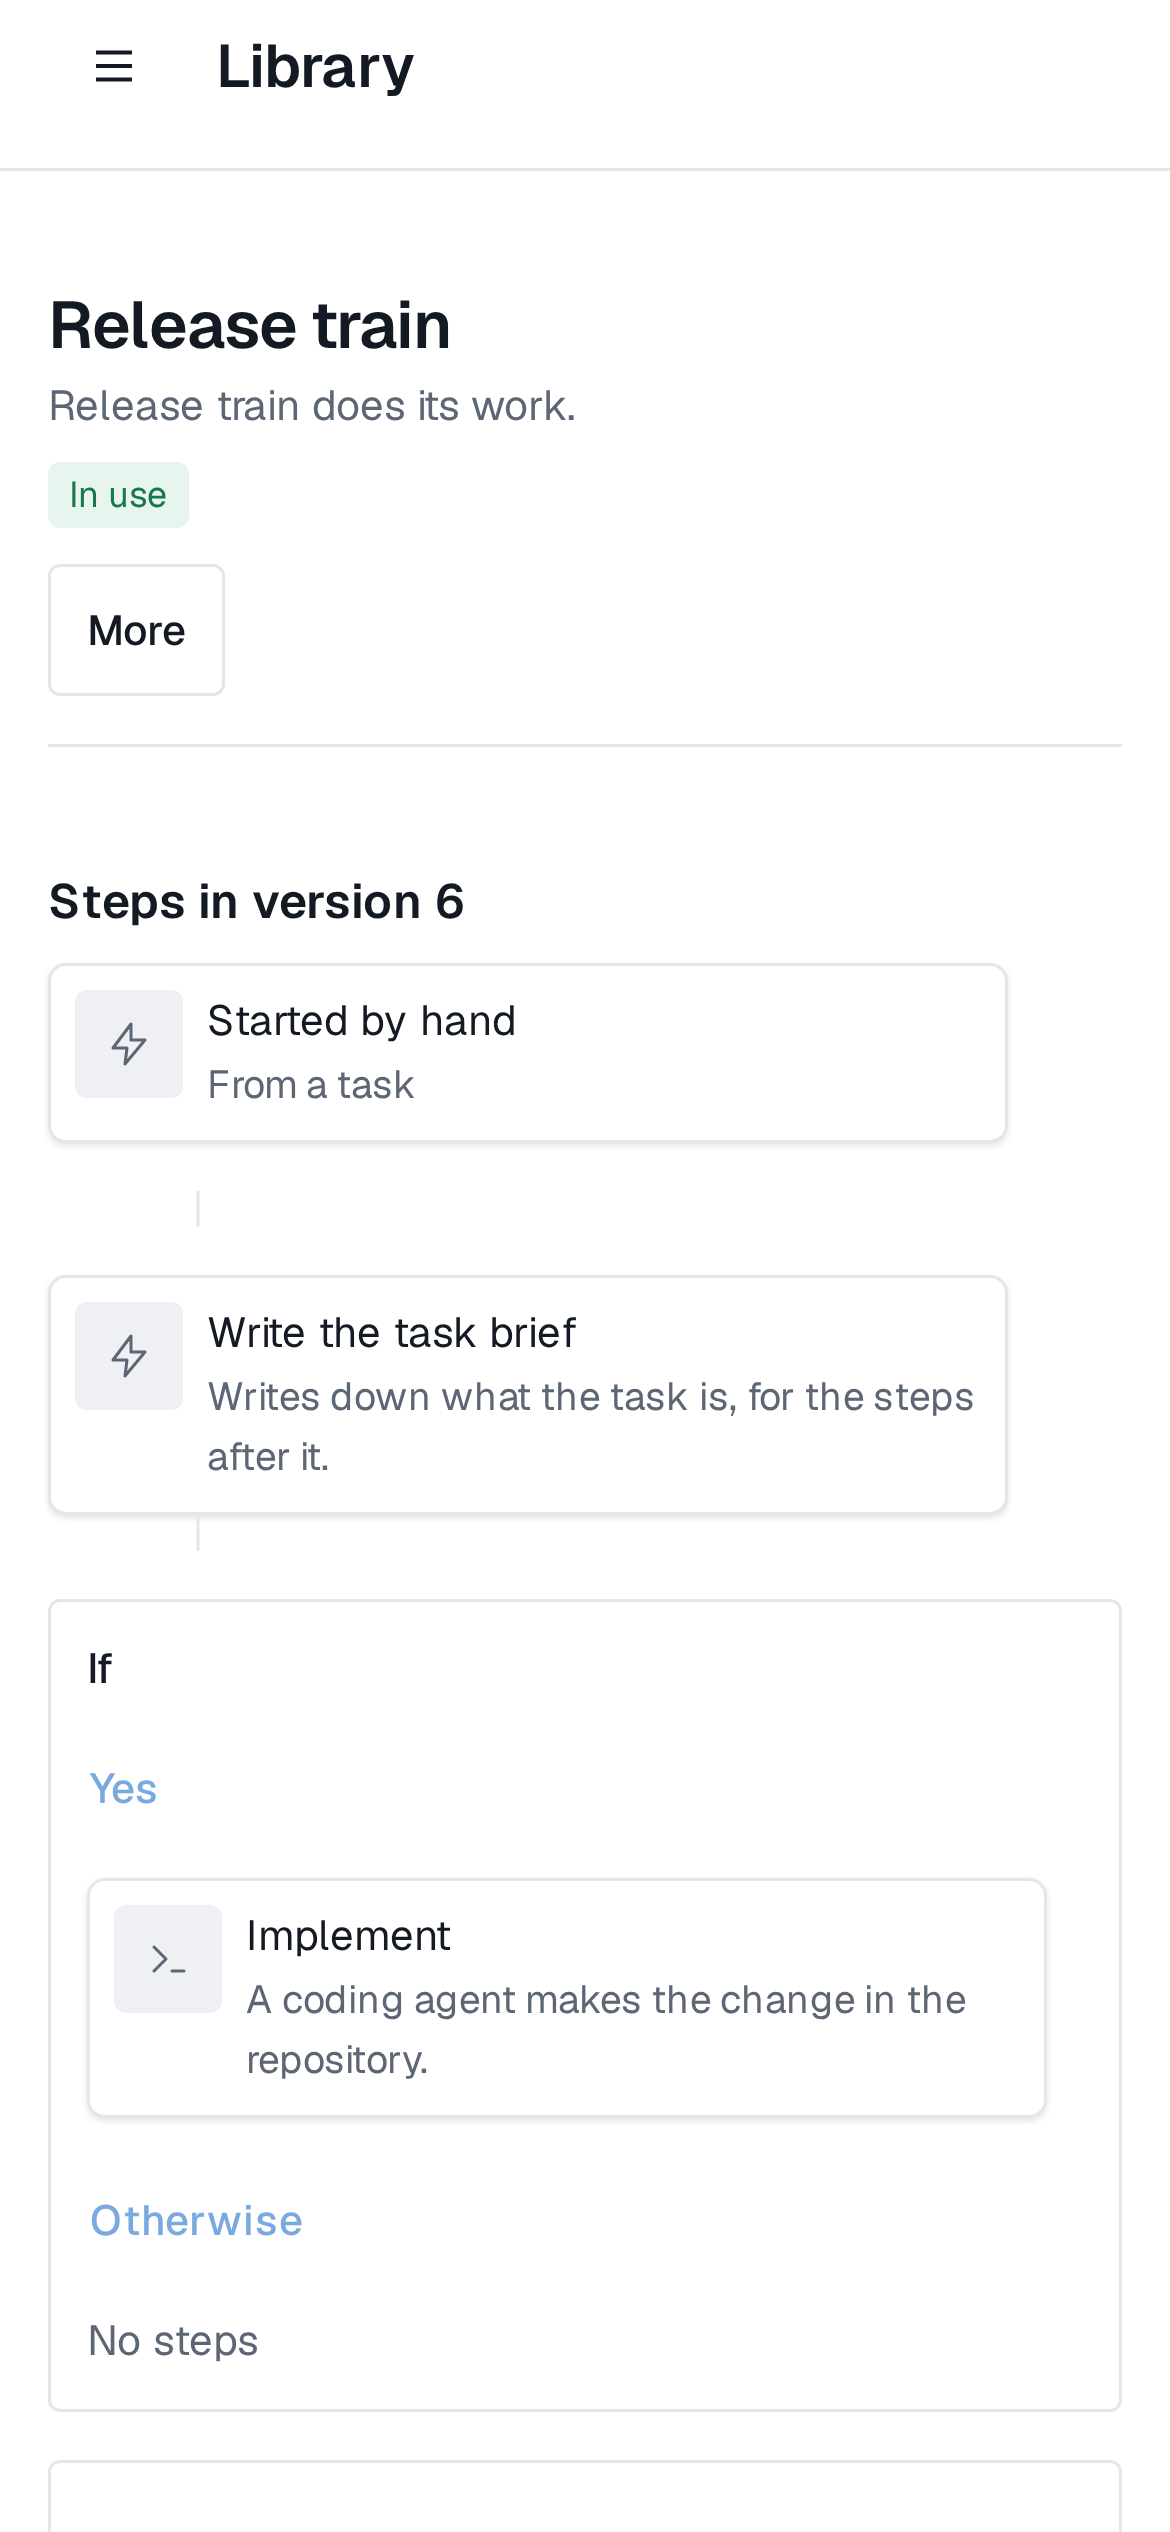 Library
Release train
Release train does its work.
In use
More
Steps in version 6
Started by hand
From a task
Write the task brief
Writes down what the task is, for the steps
after it.
If
Yes
Implement
A coding agent makes the change in the
repository.
Otherwise
No steps